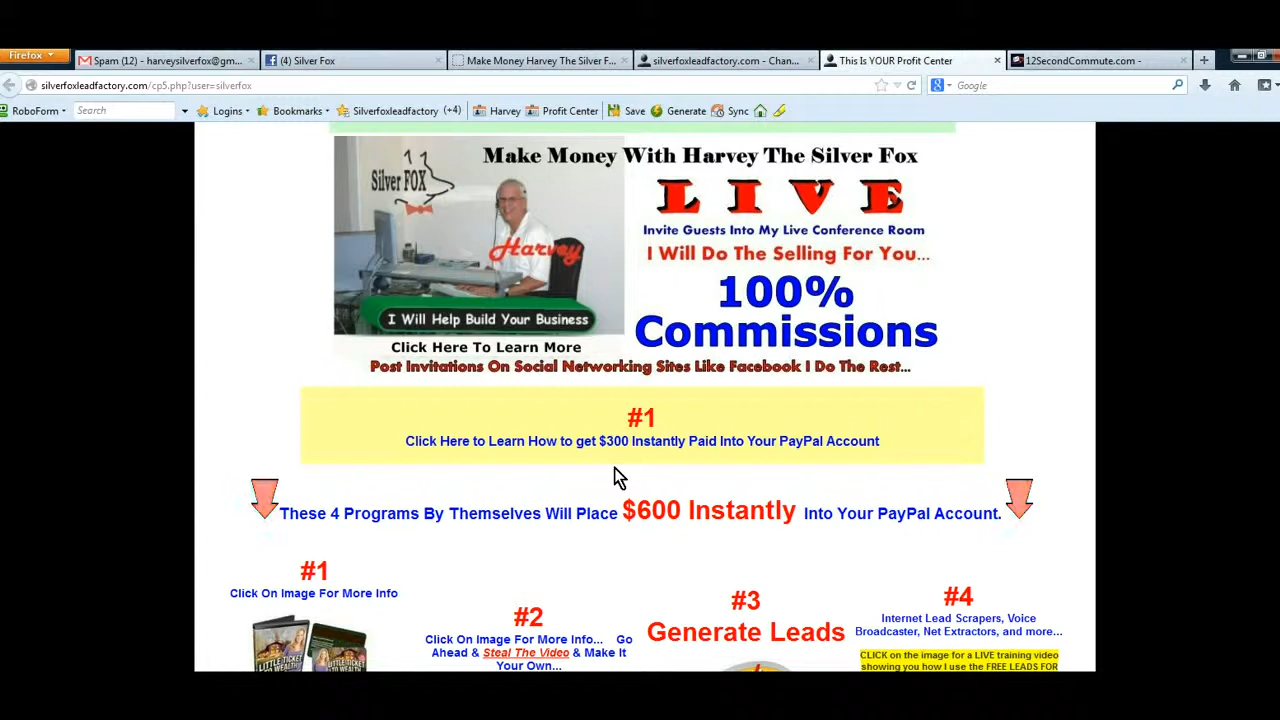 Firefox
Spam (12) - harveysilverfox@gm...
(4) Silver Fox
Make Money Harvey The Silver F...
silverfoxleadfactory.com - Chan...
This Is YOUR Profit Center
12SecondCommute.com -
silverfoxleadfactory.com/cp5.php?user=silverfox
Google
RoboForm
Search
Logins
Bookmarks
Silverfoxleadfactory (+4)
Harvey
Profit Center
Save
Generate
Sync
Make Money With Harvey The Silver Fox
Silver FOX
Harvey
I Will Help Build Your Business
Click Here To Learn More
LIVE
Invite Guests Into My Live Conference Room
I Will Do The Selling For You...
100%
Commissions
Post Invitations On Social Networking Sites Like Facebook I Do The Rest...
#1
Click Here to Learn How to get $300 Instantly Paid Into Your PayPal Account
These 4 Programs By Themselves Will Place $600 Instantly Into Your PayPal Account.
#1
Click On Image For More Info
LITTLE TICKET
#2
Click On Image For More Info... Go
Ahead & Steal The Video & Make It
Your Own...
#3
Generate Leads
#4
Internet Lead Scrapers, Voice
Broadcaster, Net Extractors, and more...
CLICK on the image for a LIVE training video
showing you how I use the FREE LEADS FOR